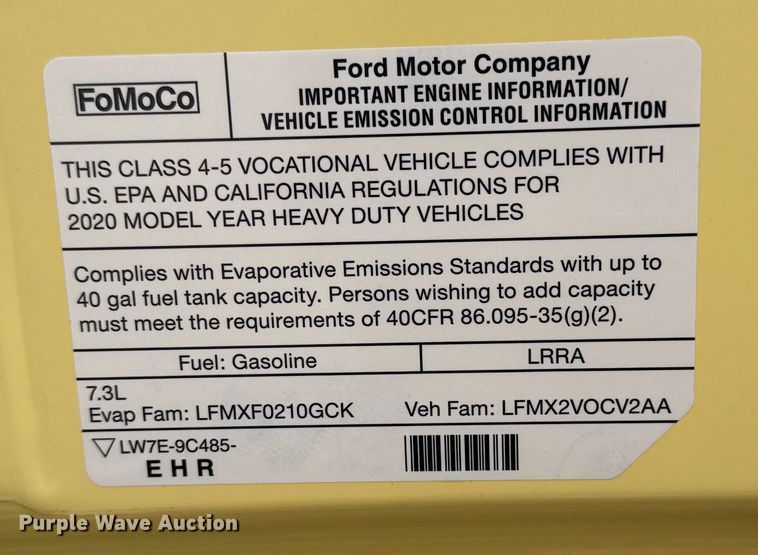 FoMoCo
Ford Motor Company
IMPORTANT ENGINE INFORMATION/
VEHICLE EMISSION CONTROL INFORMATION
THIS CLASS 4-5 VOCATIONAL VEHICLE COMPLIES WITH
U.S. EPA AND CALIFORNIA REGULATIONS FOR
2020 MODEL YEAR HEAVY DUTY VEHICLES
Complies with Evaporative Emissions Standards with up to
40 gal fuel tank capacity. Persons wishing to add capacity
must meet the requirements of 40CFR 86.095-35(g)(2).
Fuel: Gasoline LRRA
7.3L
Evap Fam: LFMXF0210GCK Veh Fam: LFMX2VOCV2AA
LW7E-9C485-
E H R
Purple Wave Auction